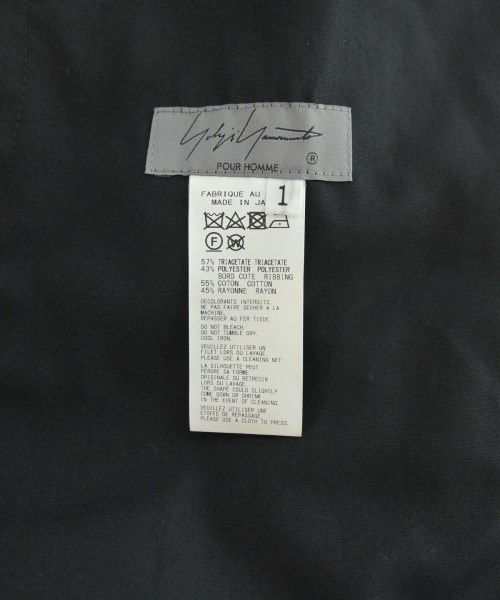 Yohji Yamamoto
POUR HOMME ®
FABRIQUE AU
1
MADE IN JA
F W
57% TRIACETATE TRIACETATE
43% POLYESTER POLYESTER
BORD COTE RIBBING
55% COTON COTTON
45% RAYONNE RAYON
DECOLORANTS INTERDITS.
NE PAS FAIRE SECHER A LA
MACHINE.
REPASSER AU FER TIEDE.
DO NOT BLEACH.
DO NOT TUMBLE DRY.
COOL IRON.
VEUILLEZ UTILISER UN
FILET LORS DU LAVAGE.
PLEASE USE A CLEANING NET.
LA SILHOUETTE PEUT
PERDRE SA FORME
ORIGINALE OU RETRECIR
LORS DU LAVAGE.
THE SHAPE COULD SLIGHTLY
COME DOWN OR SHRINK
IN THE EVENT OF CLEANING.
VEUILLEZ UTILISER UNE
ETOFFE DE REPASSAGE.
PLEASE USE A CLOTH TO PRESS.